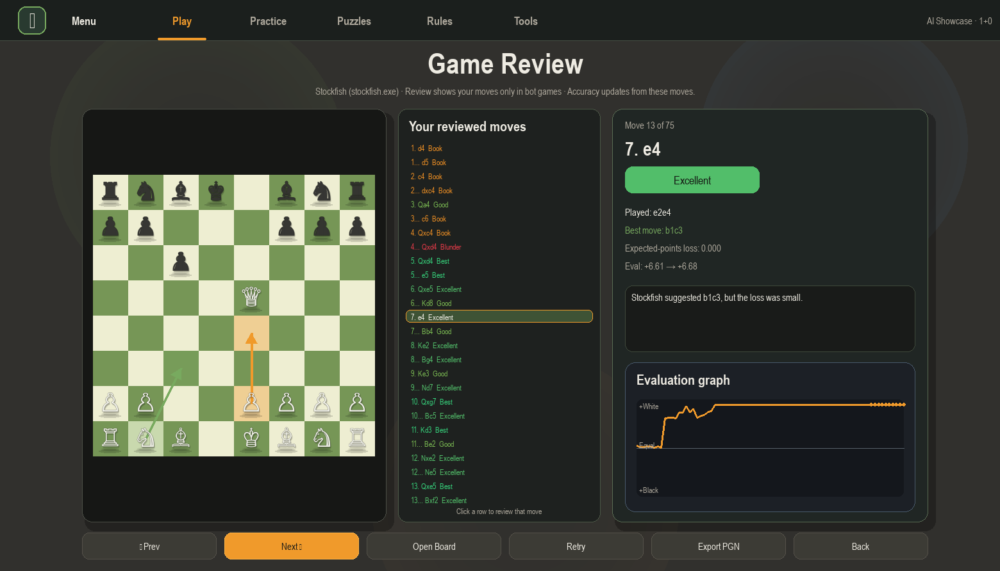 Menu
Play
Practice
Puzzles
Rules
Tools
AI Showcase · 1+0
Game Review
Stockfish (stockfish.exe) · Review shows your moves only in bot games · Accuracy updates from these moves.
Your reviewed moves
1. d4 Book
1... d5 Book
2. c4 Book
2... dxc4 Book
3. Qa4 Good
3... c6 Book
4. Qxc4 Book
4... Qxd4 Blunder
5. Qxd4 Best
5... e5 Best
6. Qxe5 Excellent
6... Kd8 Good
7. e4 Excellent
7... Bb4 Good
8. Ke2 Excellent
8... Bg4 Excellent
9. Ke3 Good
9... Nd7 Excellent
10. Qxg7 Best
10... Bc5 Excellent
11. Kd3 Best
11... Be2 Good
12. Nxe2 Excellent
12... Ne5 Excellent
13. Qxe5 Best
13... Bxf2 Excellent
Click a row to review that move
Move 13 of 75
7. e4
Excellent
Played: e2e4
Best move: b1c3
Expected-points loss: 0.000
Eval: +6.61 → +6.68
Stockfish suggested b1c3, but the loss was small.
Evaluation graph
+White
Equal
+Black
Prev
Next
Open Board
Retry
Export PGN
Back